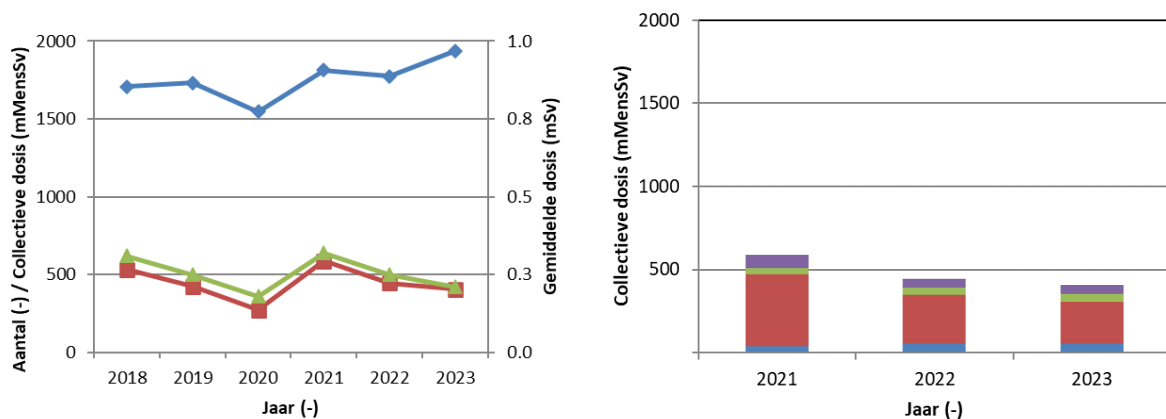 Aantal (-) / Collectieve dosis (mMensSv)
2000
1500
1000
500
0
1.0
0.8
0.5
0.3
0.0
Gemiddelde dosis (mSv)
2018 2019 2020 2021 2022 2023
Jaar (-)
Collectieve dosis (mMensSv)
2000
1500
1000
500
2021 2022 2023
Jaar (-)